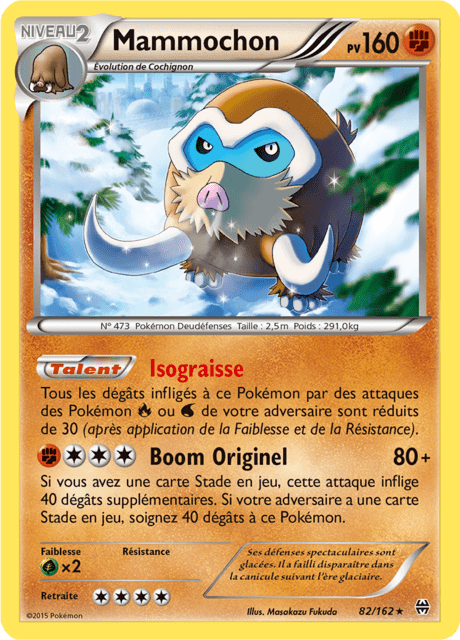 NIVEAU 2
Mammochon
PV 160
Évolution de Cochignon
N° 473 Pokémon Deudéfenses Taille : 2,5m Poids : 291,0kg
Talent Isograisse
Tous les dégâts infligés à ce Pokémon par des attaques
des Pokémon ou de votre adversaire sont réduits
de 30 (après application de la Faiblesse et de la Résistance).
Boom Originel 80+
Si vous avez une carte Stade en jeu, cette attaque inflige
40 dégâts supplémentaires. Si votre adversaire a une carte
Stade en jeu, soignez 40 dégâts à ce Pokémon.
Faiblesse Résistance
×2
Retraite
Ses défenses spectaculaires sont
glacées. Il a failli disparaître dans
la canicule suivant l'ère glaciaire.
©2015 Pokémon
Illus. Masakazu Fukuda
82/162 ★